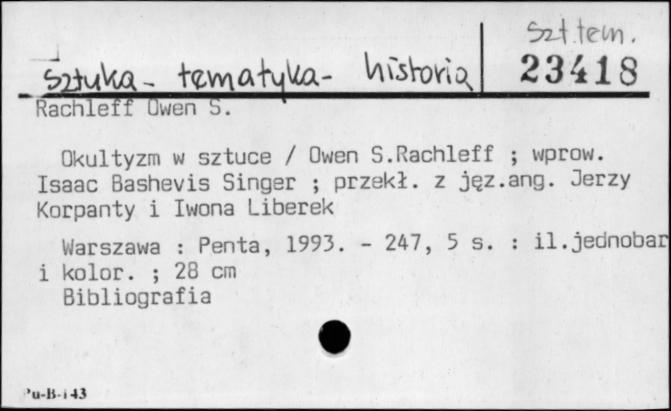 Szt.tem.
sztuka - tematyka - historia
23418
Rachleff Owen S.
Okultyzm w sztuce / Owen S.Rachleff ; wprow.
Isaac Bashevis Singer ; przekł. z jęz.ang. Jerzy
Korpanty i Iwona Liberek
Warszawa : Penta, 1993. - 247, 5 s. : il.jednobar
i kolor. ; 28 cm
Bibliografia
Pu-B-143